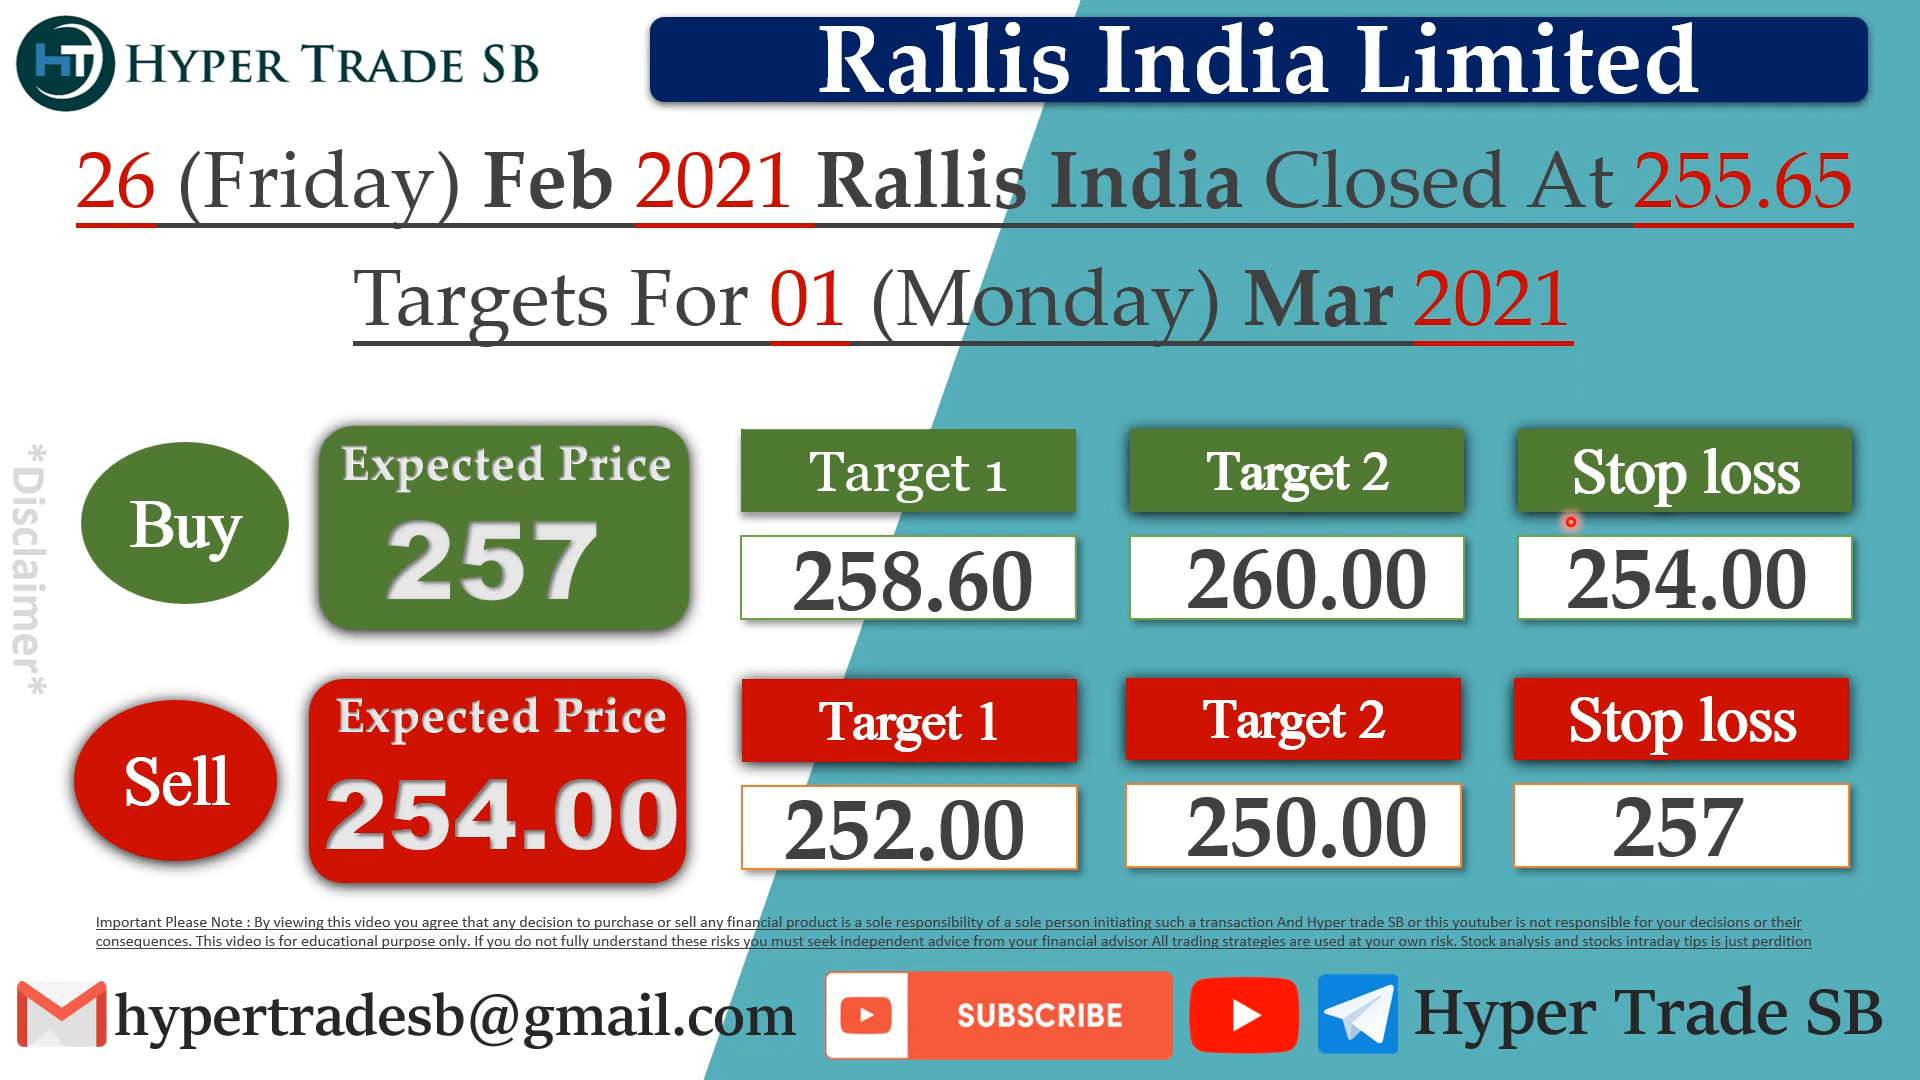 HT HYPER TRADE SB
Rallis India Limited
26 (Friday) Feb 2021 Rallis India Closed At 255.65
Targets For 01 (Monday) Mar 2021
*Disclaimer*
Buy
Expected Price
257
Target 1
258.60
Target 2
260.00
Stop loss
254.00
Sell
Expected Price
254.00
Target 1
252.00
Target 2
250.00
Stop loss
257
Important Please Note : By viewing this video you agree that any decision to purchase or sell any financial product is a sole responsibility of a sole person initiating such a transaction And Hyper trade SB or this youtuber is not responsible for your decisions or their
consequences. This video is for educational purpose only. If you do not fully understand these risks you must seek independent advice from your financial advisor All trading strategies are used at your own risk. Stock analysis and stocks intraday tips is just perdition
hypertradesb@gmail.com
SUBSCRIBE
Hyper Trade SB